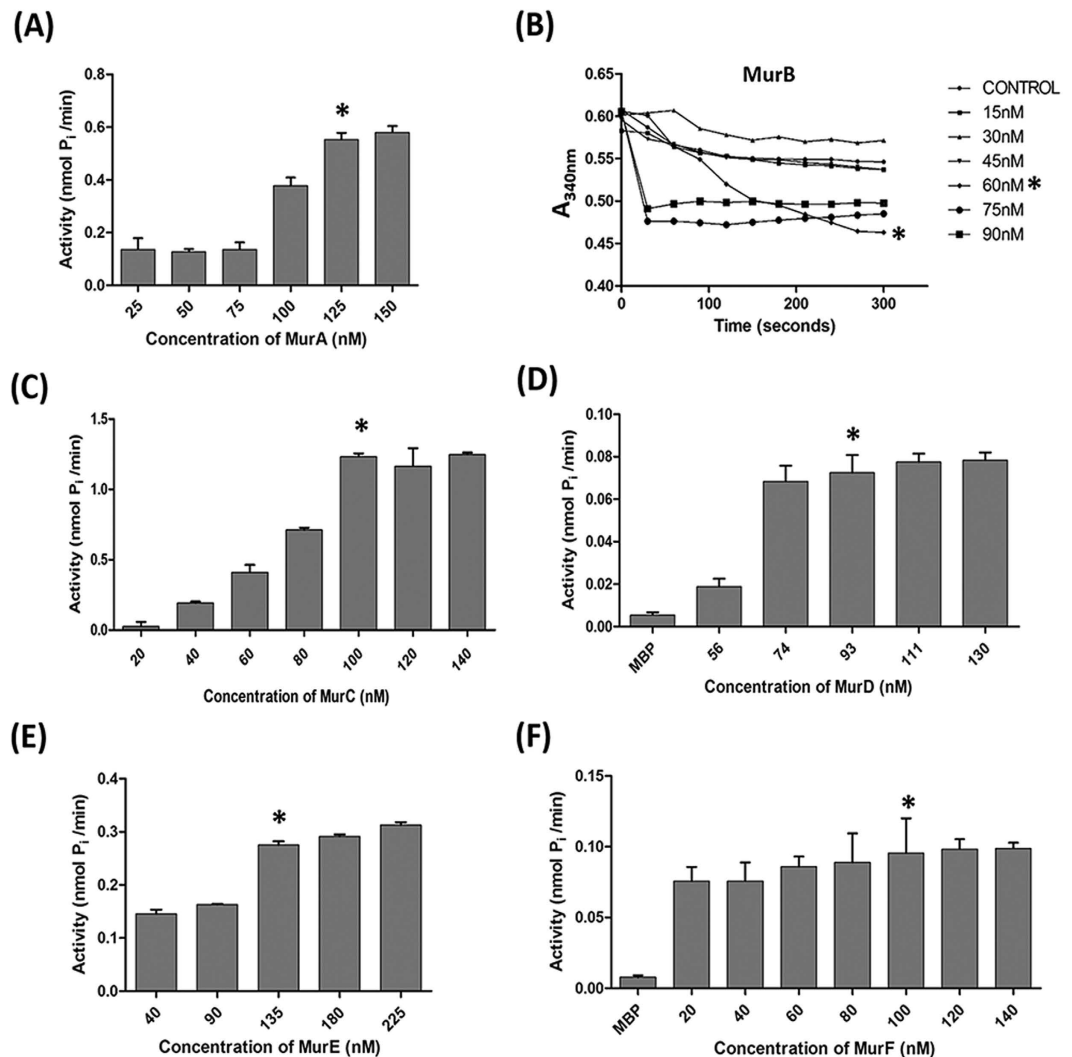 (A)
Activity (nmol Pi /min)
0.8
0.6
0.4
0.2
0.0
*
25 50 75 100 125 150
Concentration of MurA (nM)
(B)
MurB
A340nm
0.65
0.60
0.55
0.50
0.45
0.40
*
0 100 200 300
Time (seconds)
CONTROL
15nM
30nM
45nM
60nM *
75nM
90nM
(C)
Activity (nmol Pi /min)
1.5
1.0
0.5
0.0
*
20 40 60 80 100 120 140
Concentration of MurC (nM)
(D)
Activity (nmol Pi /min)
0.10
0.08
0.06
0.04
0.02
0.00
*
MBP 56 74 93 111 130
Concentration of MurD (nM)
(E)
Activity (nmol Pi /min)
0.4
0.3
0.2
0.1
0.0
*
40 90 135 180 225
Concentration of MurE (nM)
(F)
Activity (nmol Pi /min)
0.15
0.10
0.05
0.00
*
MBP 20 40 60 80 100 120 140
Concentration of MurF (nM)